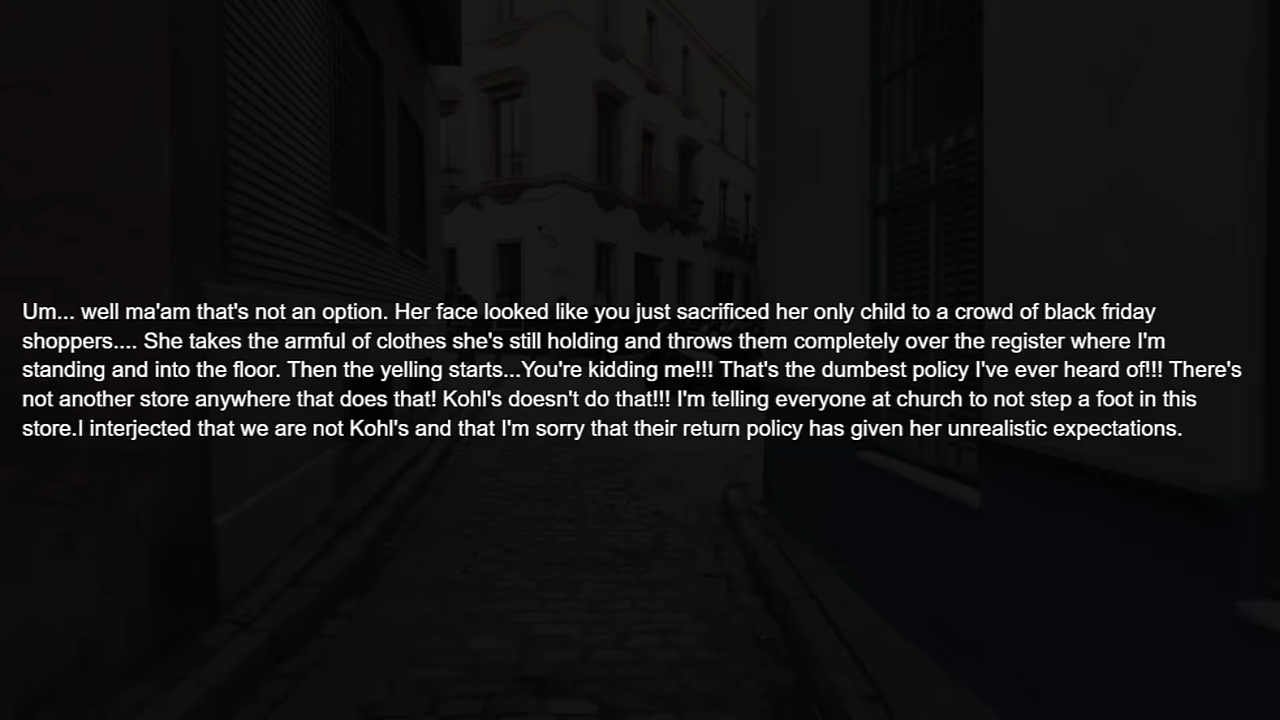 Um... well ma'am that's not an option. Her face looked like you just sacrificed her only child to a crowd of black friday
shoppers.... She takes the armful of clothes she's still holding and throws them completely over the register where I'm
standing and into the floor. Then the yelling starts...You're kidding me!!! That's the dumbest policy I've ever heard of!!! There's
not another store anywhere that does that! Kohl's doesn't do that!!! I'm telling everyone at church to not step a foot in this
store.I interjected that we are not Kohl's and that I'm sorry that their return policy has given her unrealistic expectations.